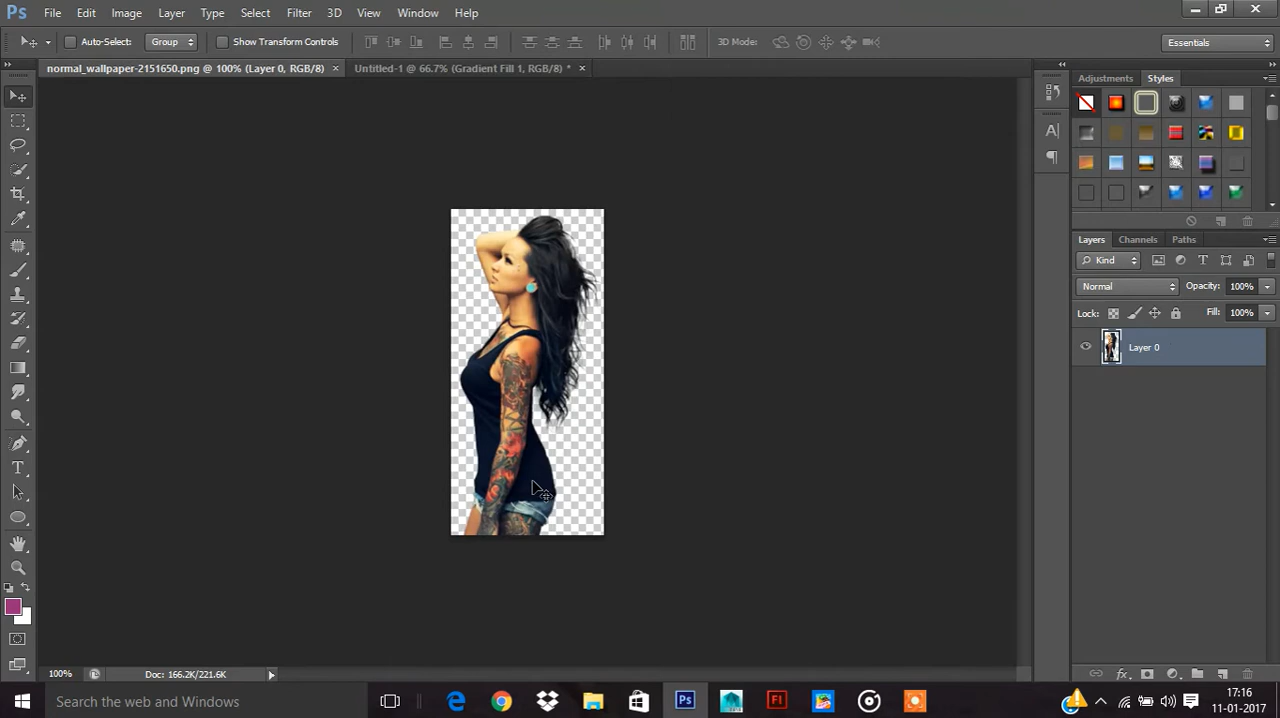 Ps File Edit Image Layer Type Select Filter 3D View Window Help
Auto-Select: Group Show Transform Controls 3D Mode: Essentials
normal_wallpaper-2151650.png @ 100% (Layer 0, RGB/8) × Untitled-1 @ 66.7% (Gradient Fill 1, RGB/8) * ×
Adjustments Styles
Layers Channels Paths
Kind
Normal Opacity: 100%
Lock: Fill: 100%
Layer 0
100% Doc: 166.2K/221.6K
Search the web and Windows
17:16
11-01-2017